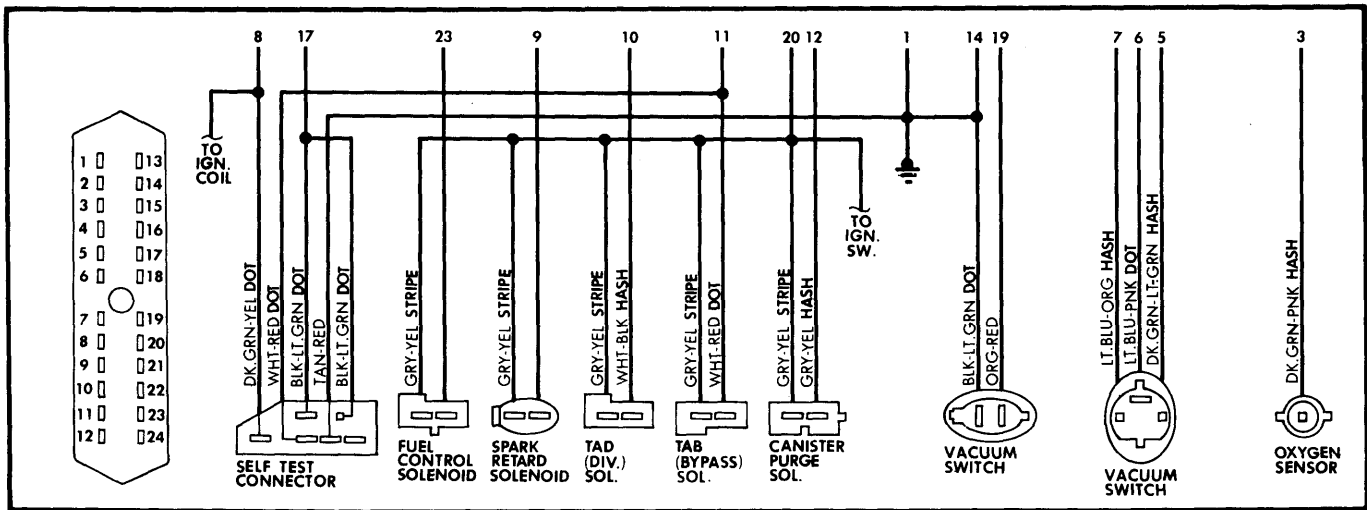 8 17 23 9 10 11 20 12 1 14 19 7 6 5 3
TO
IGN.
COIL
TO
IGN.
SW.
1 13
2 14
3 15
4 16
5 17
6 18
7 19
8 20
9 21
10 22
11 23
12 24
DK.GRN-YEL DOT
WHT-RED DOT
BLK-LT.GRN DOT
TAN-RED
BLK-LT.GRN DOT
GRY-YEL STRIPE
GRY-YEL STRIPE
GRY-YEL STRIPE
WHT-BLK HASH
GRY-YEL STRIPE
WHT-RED DOT
GRY-YEL STRIPE
GRY-YEL HASH
BLK-LT.GRN DOT
ORG-RED
LT.BLU-ORG HASH
LT.BLU-PNK DOT
DK.GRN-LT.GRN HASH
DK.GRN-PNK HASH
SELF TEST
CONNECTOR
FUEL
CONTROL
SOLENOID
SPARK
RETARD
SOLENOID
TAD
(DIV.)
SOL.
TAB
(BYPASS)
SOL.
CANISTER
PURGE
SOL.
VACUUM
SWITCH
VACUUM
SWITCH
OXYGEN
SENSOR